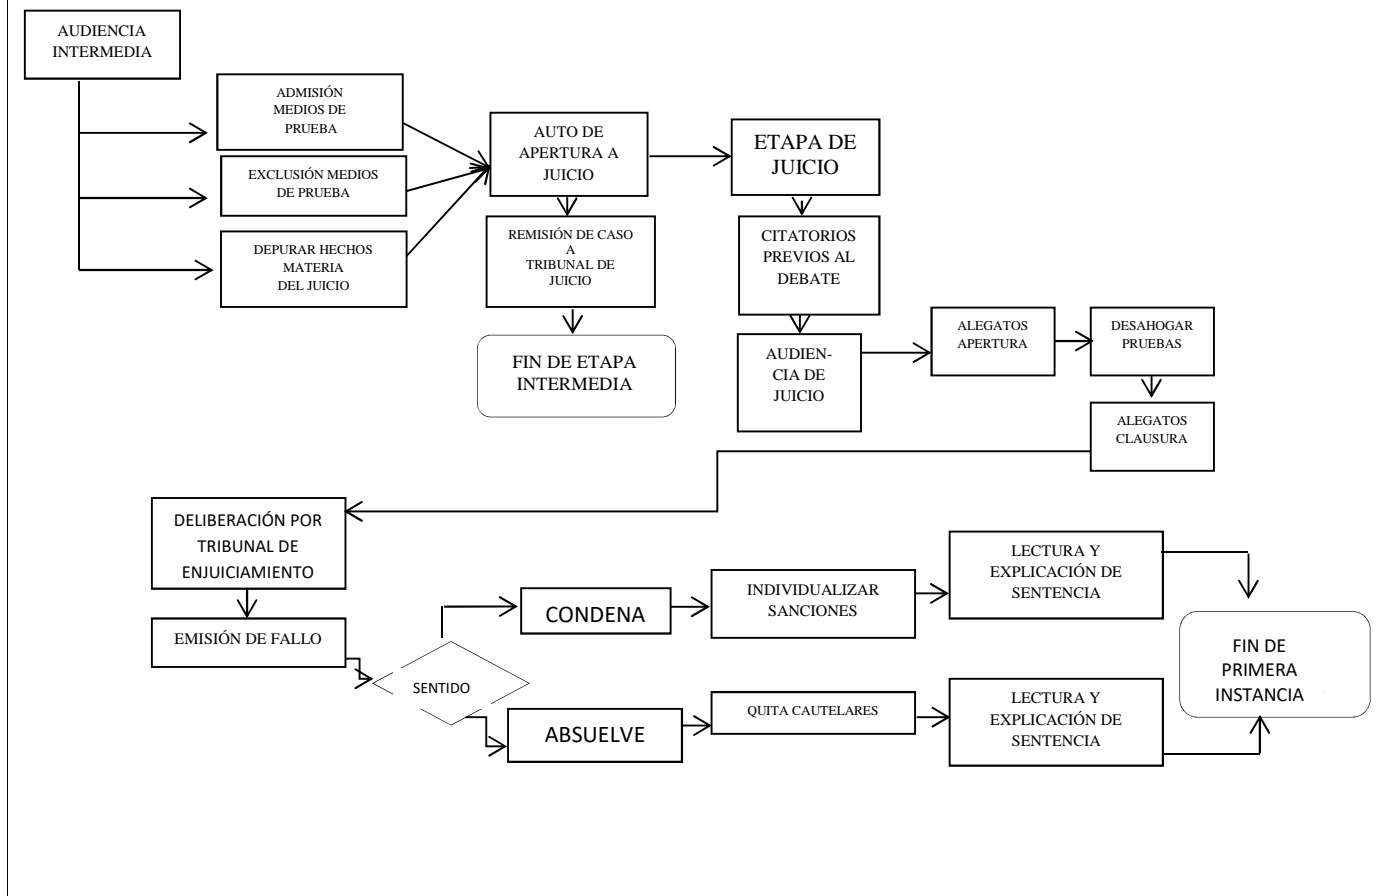 AUDIENCIA
INTERMEDIA
ADMISIÓN
MEDIOS DE
PRUEBA
EXCLUSIÓN MEDIOS
DE PRUEBA
DEPURAR HECHOS
MATERIA
DEL JUICIO
AUTO DE
APERTURA A
JUICIO
REMISIÓN DE CASO
A
TRIBUNAL DE
JUICIO
FIN DE ETAPA
INTERMEDIA
ETAPA DE
JUICIO
CITATORIOS
PREVIOS AL
DEBATE
AUDIEN-
CIA DE
JUICIO
ALEGATOS
APERTURA
DESAHOGAR
PRUEBAS
ALEGATOS
CLAUSURA
DELIBERACIÓN POR
TRIBUNAL DE
ENJUICIAMIENTO
EMISIÓN DE FALLO
SENTIDO
CONDENA
INDIVIDUALIZAR
SANCIONES
LECTURA Y
EXPLICACIÓN DE
SENTENCIA
ABSUELVE
QUITA CAUTELARES
LECTURA Y
EXPLICACIÓN DE
SENTENCIA
FIN DE
PRIMERA
INSTANCIA